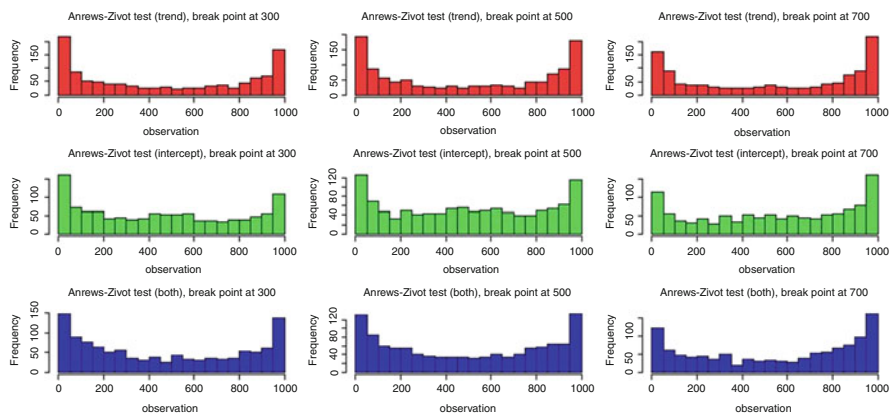 Anrews-Zivot test (trend), break point at 300
Anrews-Zivot test (trend), break point at 500
Anrews-Zivot test (trend), break point at 700
Frequency
0 50 150
0 200 400 600 800 1000
observation
Frequency
0 50 150
0 200 400 600 800 1000
observation
Frequency
0 50 150
0 200 400 600 800 1000
observation
Anrews-Zivot test (intercept), break point at 300
Anrews-Zivot test (intercept), break point at 500
Anrews-Zivot test (intercept), break point at 700
Frequency
0 50 100
0 200 400 600 800 1000
observation
Frequency
0 40 80 120
0 200 400 600 800 1000
observation
Frequency
0 50 100
0 200 400 600 800 1000
observation
Anrews-Zivot test (both), break point at 300
Anrews-Zivot test (both), break point at 500
Anrews-Zivot test (both), break point at 700
Frequency
0 50 100 150
0 200 400 600 800 1000
observation
Frequency
0 40 80 120
0 200 400 600 800 1000
observation
Frequency
0 50 100
0 200 400 600 800 1000
observation